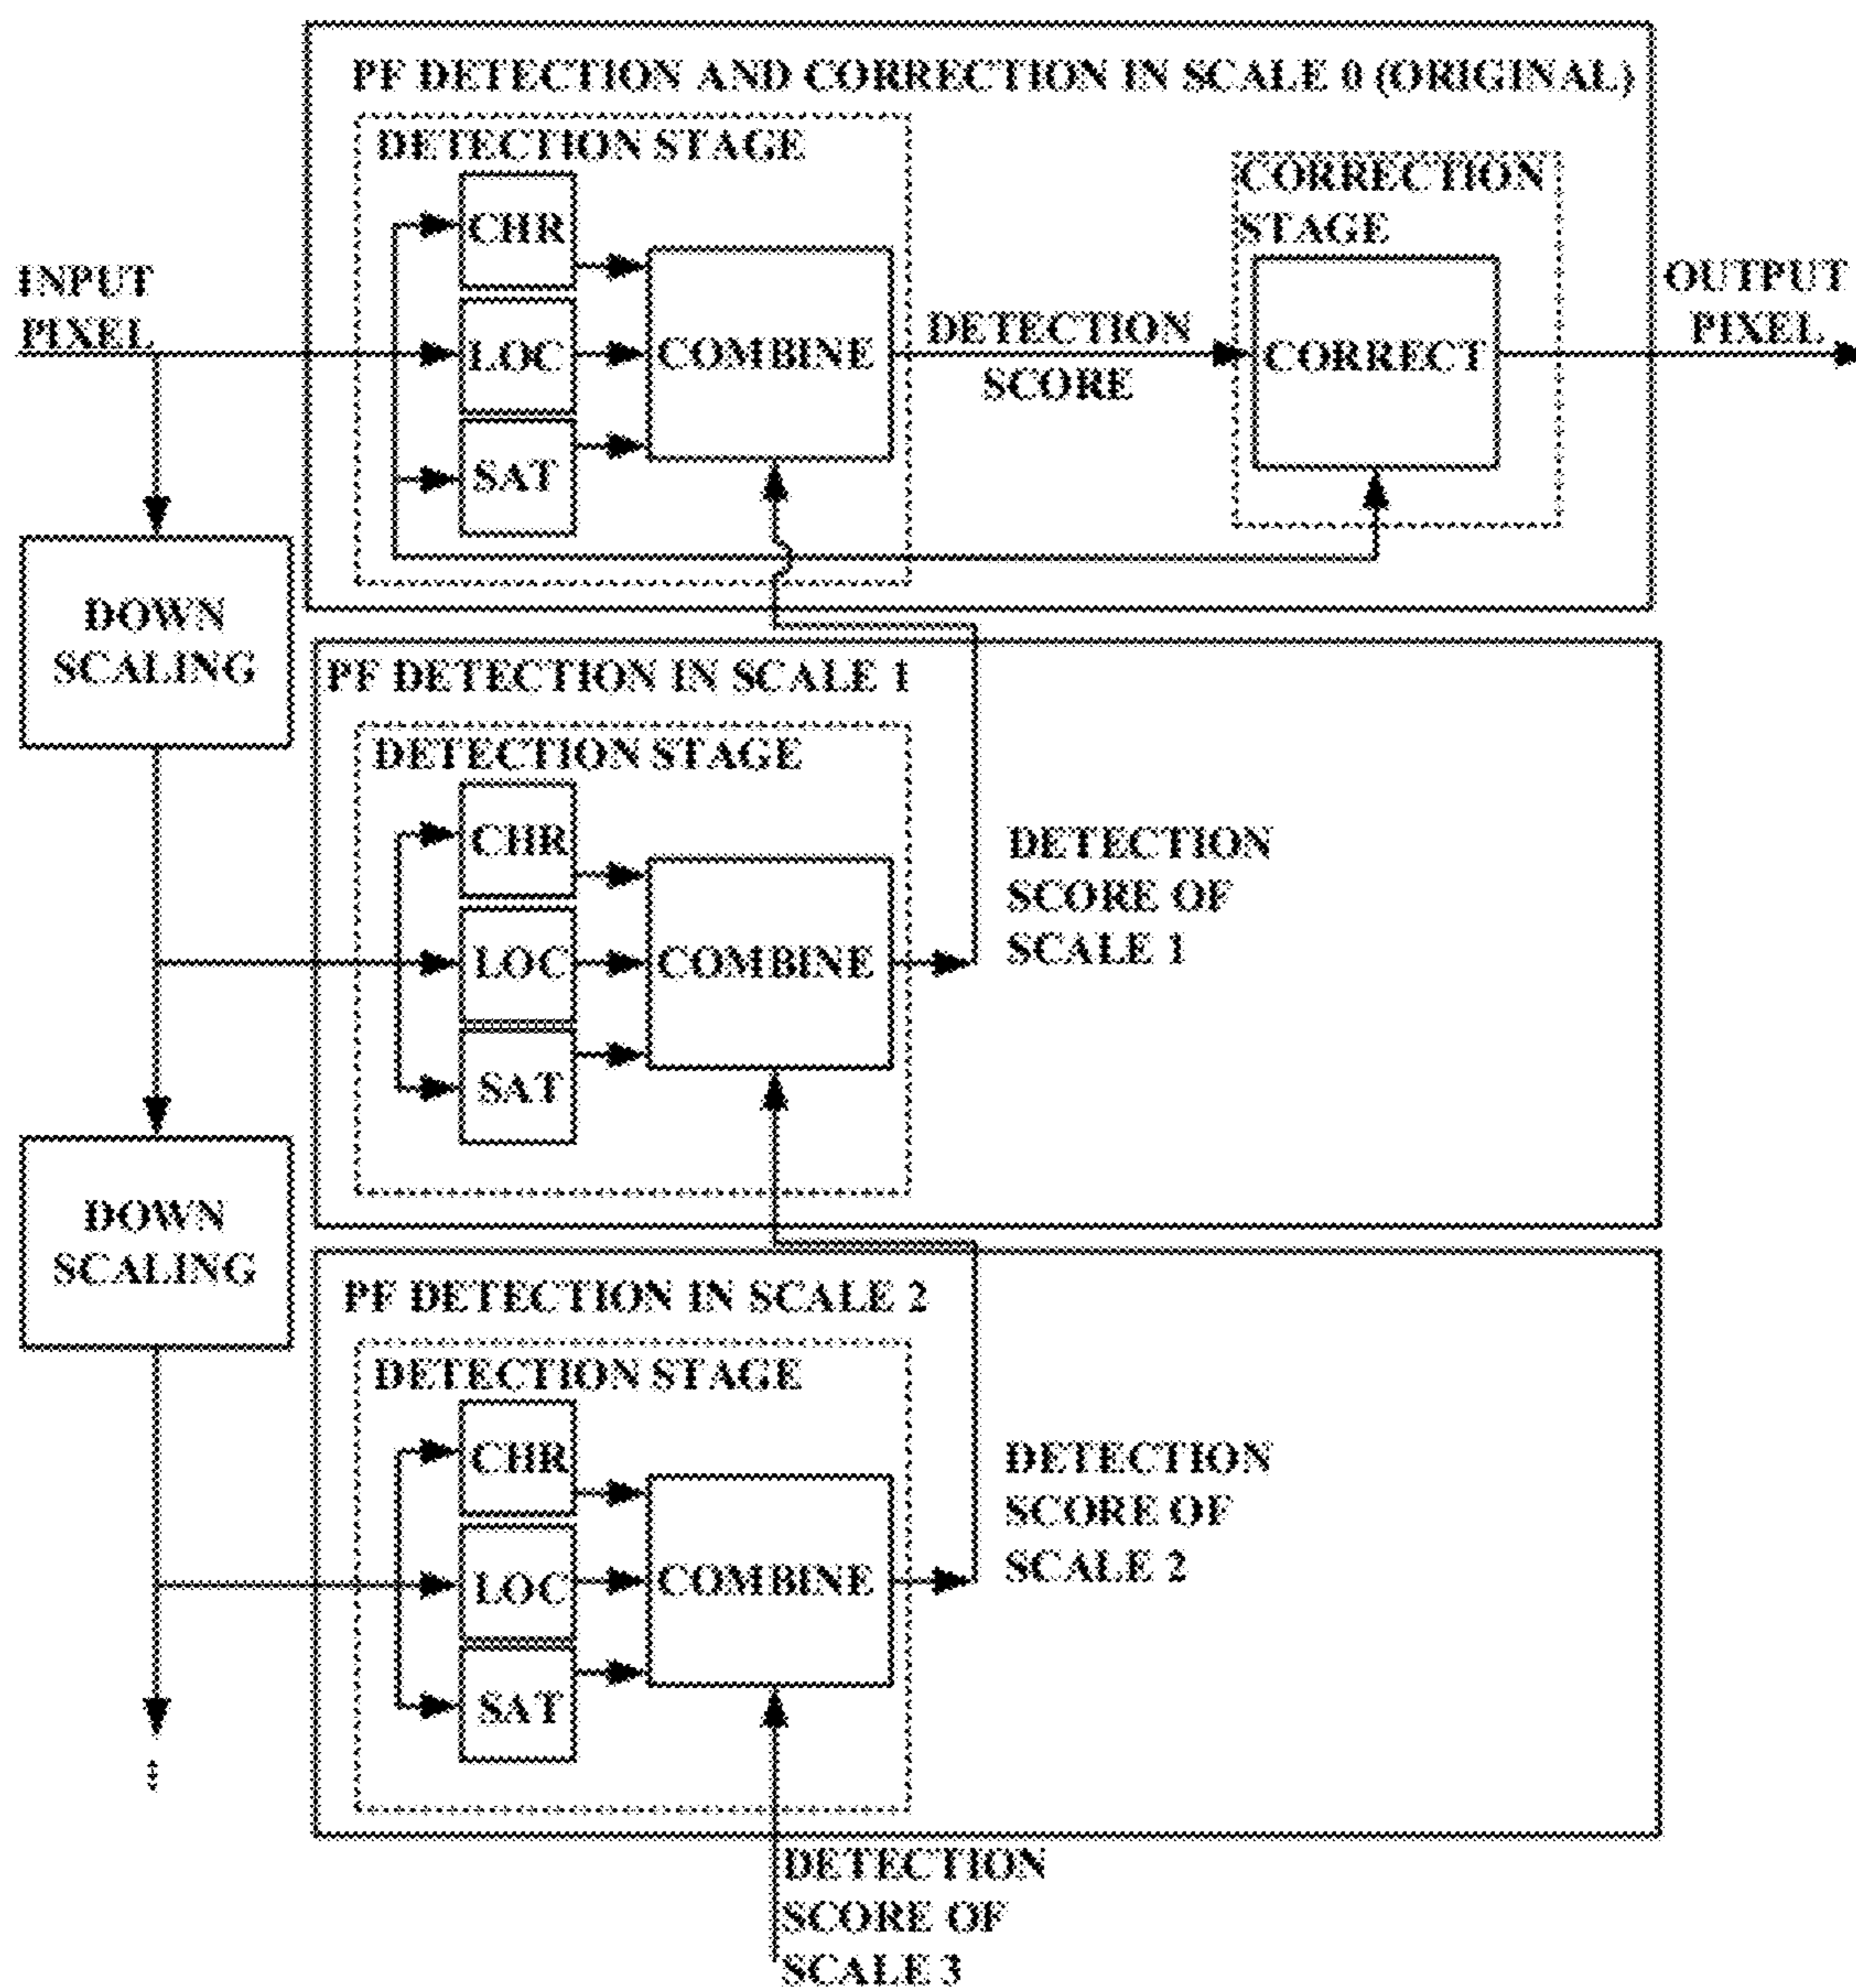 PF DETECTION AND CORRECTION IN SCALE 0 (ORIGINAL)
DETECTION STAGE
CORRECTION
STAGE
CHR
INPUT
PIXEL
LOC
COMBINE
DETECTION
SCORE
CORRECT
OUTPUT
PIXEL
SAT
DOWN
SCALING
PF DETECTION IN SCALE 1
DETECTION STAGE
CHR
LOC
COMBINE
SAT
DETECTION
SCORE OF
SCALE 1
DOWN
SCALING
PF DETECTION IN SCALE 2
DETECTION STAGE
CHR
LOC
COMBINE
SAT
DETECTION
SCORE OF
SCALE 2
DETECTION
SCORE OF
SCALE 3